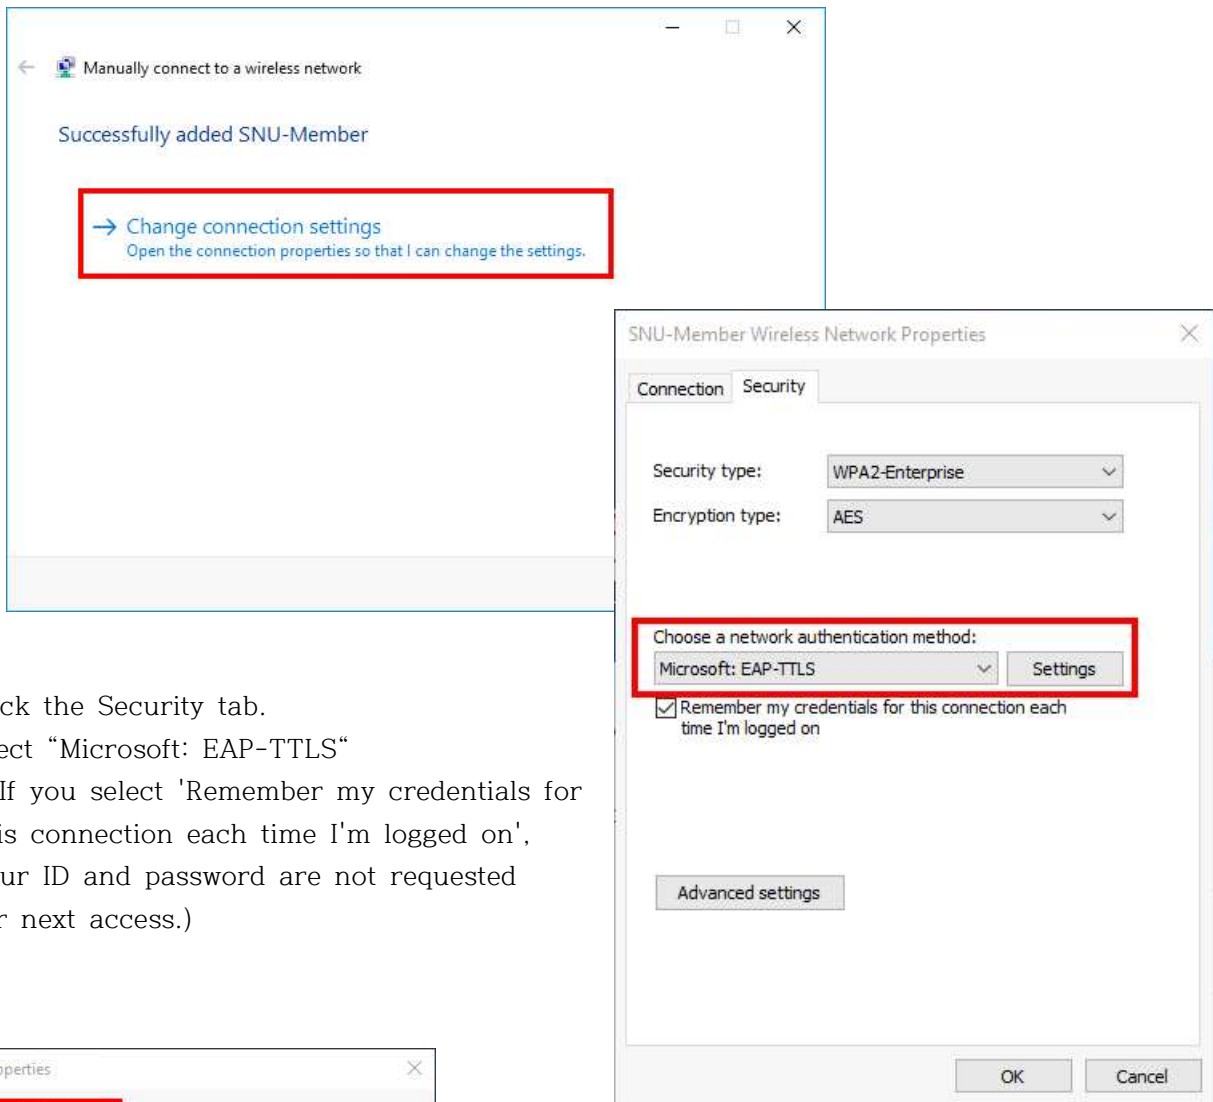 Manually connect to a wireless network
Successfully added SNU-Member
→ Change connection settings
Open the connection properties so that I can change the settings.
SNU-Member Wireless Network Properties
Connection Security
Security type: WPA2-Enterprise
Encryption type: AES
Choose a network authentication method:
Microsoft: EAP-TTLS Settings
Remember my credentials for this connection each
time I'm logged on
Advanced settings
OK Cancel
ck the Security tab.
ect “Microsoft: EAP-TTLS“
If you select 'Remember my credentials for
is connection each time I'm logged on',
ur ID and password are not requested
r next access.)
perties